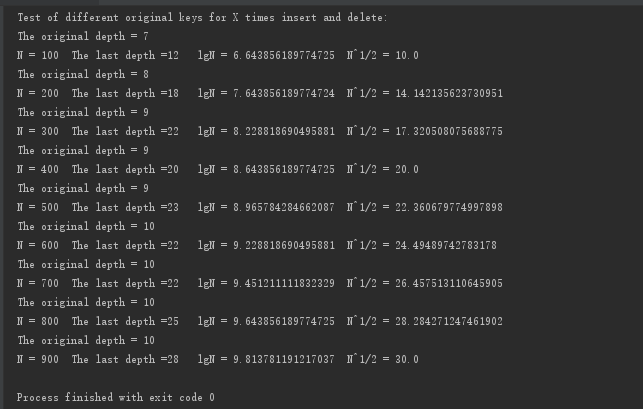 Test of different original keys for X times insert and delete:
The original depth = 7
N = 100  The last depth =12   lgN = 6.643856189774725  N^1/2 = 10.0
The original depth = 8
N = 200  The last depth =18   lgN = 7.643856189774724  N^1/2 = 14.142135623730951
The original depth = 9
N = 300  The last depth =22   lgN = 8.228818690495881  N^1/2 = 17.320508075688775
The original depth = 9
N = 400  The last depth =20   lgN = 8.643856189774725  N^1/2 = 20.0
The original depth = 9
N = 500  The last depth =23   lgN = 8.965784284662087  N^1/2 = 22.360679774997898
The original depth = 10
N = 600  The last depth =22   lgN = 9.228818690495881  N^1/2 = 24.49489742783178
The original depth = 10
N = 700  The last depth =22   lgN = 9.451211111832329  N^1/2 = 26.457513110645905
The original depth = 10
N = 800  The last depth =25   lgN = 9.643856189774725  N^1/2 = 28.284271247461902
The original depth = 10
N = 900  The last depth =28   lgN = 9.813781191217037  N^1/2 = 30.0
Process finished with exit code 0